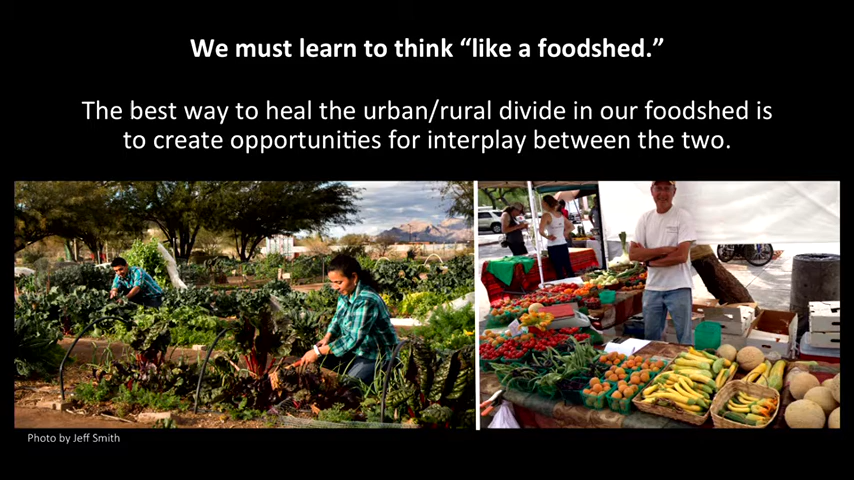 We must learn to think “like a foodshed.”
The best way to heal the urban/rural divide in our foodshed is
to create opportunities for interplay between the two.
Photo by Jeff Smith